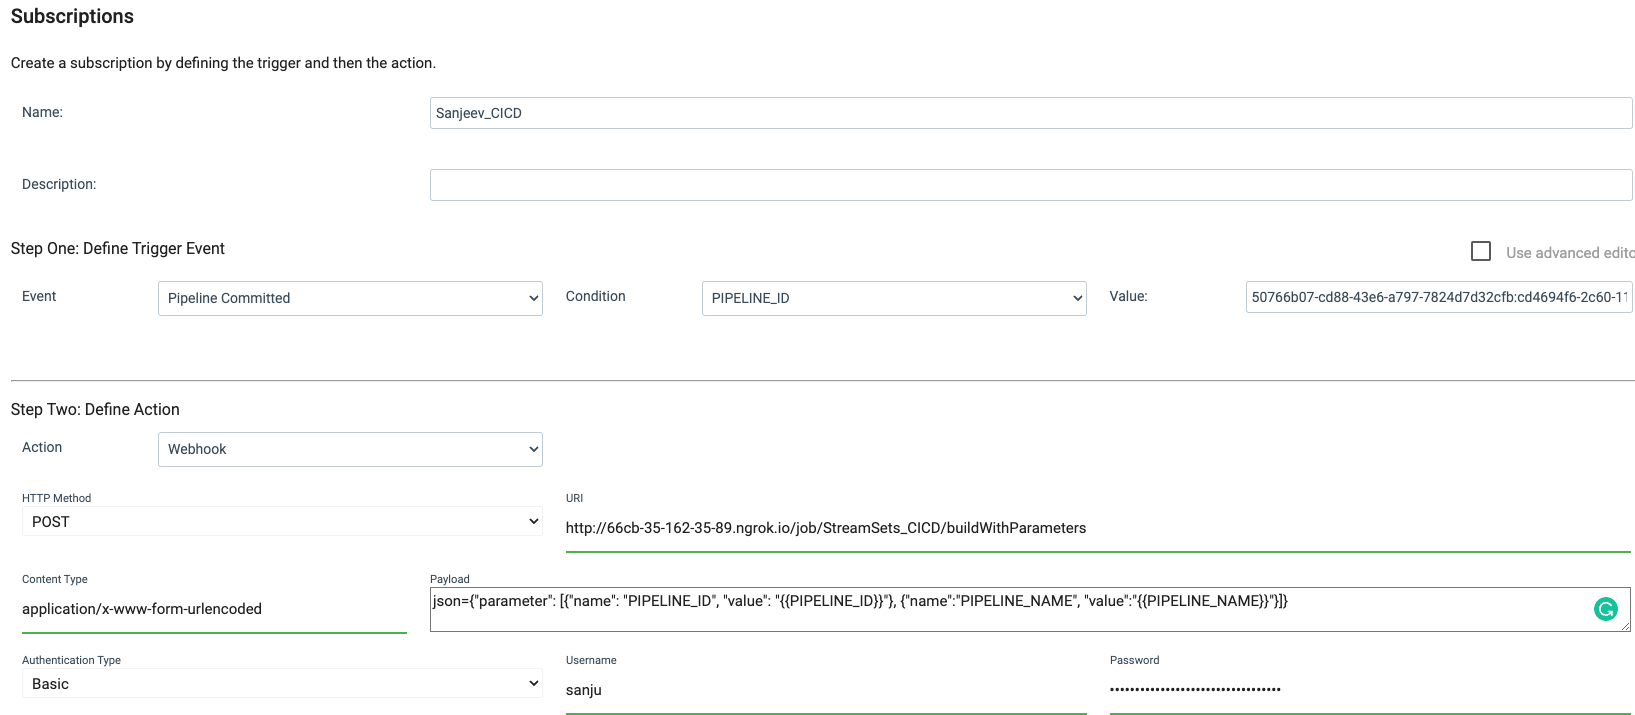 Subscriptions
Create a subscription by defining the trigger and then the action.
Name:
Sanjeev_CICD
Description:
Step One: Define Trigger Event
Use advanced edito
Event
Pipeline Committed
Condition
PIPELINE_ID
Value:
50766b07-cd88-43e6-a797-7824d7d32cfb:cd4694f6-2c60-11
Step Two: Define Action
Action
Webhook
HTTP Method
POST
URI
http://66cb-35-162-35-89.ngrok.io/job/StreamSets_CICD/buildWithParameters
Content Type
application/x-www-form-urlencoded
Payload
json={"parameter": [{"name": "PIPELINE_ID", "value": "{{PIPELINE_ID}}"}, {"name":"PIPELINE_NAME", "value":"{{PIPELINE_NAME}}"}]}
Authentication Type
Basic
Username
sanju
Password
••••••••••••••••••••••••••••••••••